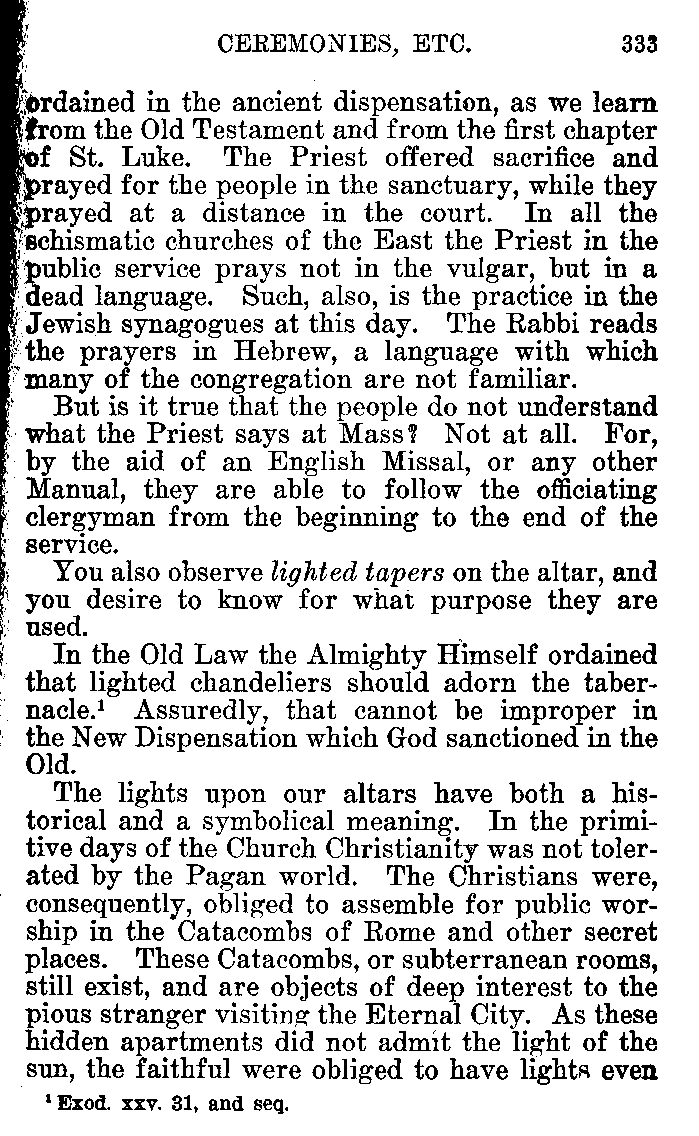 CEREMONIES, ETC. 333
ordained in the ancient dispensation, as we learn
from the Old Testament and from the first chapter
of St. Luke. The Priest offered sacrifice and
prayed for the people in the sanctuary, while they
prayed at a distance in the court. In all the
schismatic churches of the East the Priest in the
public service prays not in the vulgar, but in a
dead language. Such, also, is the practice in the
Jewish synagogues at this day. The Rabbi reads
the prayers in Hebrew, a language with which
many of the congregation are not familiar.
But is it true that the people do not understand
what the Priest says at Mass? Not at all. For,
by the aid of an English Missal, or any other
Manual, they are able to follow the officiating
clergyman from the beginning to the end of the
service.
You also observe lighted tapers on the altar, and
you desire to know for what purpose they are
used.
In the Old Law the Almighty Himself ordained
that lighted chandeliers should adorn the taber-
nacle.¹ Assuredly, that cannot be improper in
the New Dispensation which God sanctioned in the
Old.
The lights upon our altars have both a his-
torical and a symbolical meaning. In the primi-
tive days of the Church Christianity was not toler-
ated by the Pagan world. The Christians were,
consequently, obliged to assemble for public wor-
ship in the Catacombs of Rome and other secret
places. These Catacombs, or subterranean rooms,
still exist, and are objects of deep interest to the
pious stranger visiting the Eternal City. As these
hidden apartments did not admit the light of the
sun, the faithful were obliged to have lights even
¹ Exod. xxv. 31, and seq.